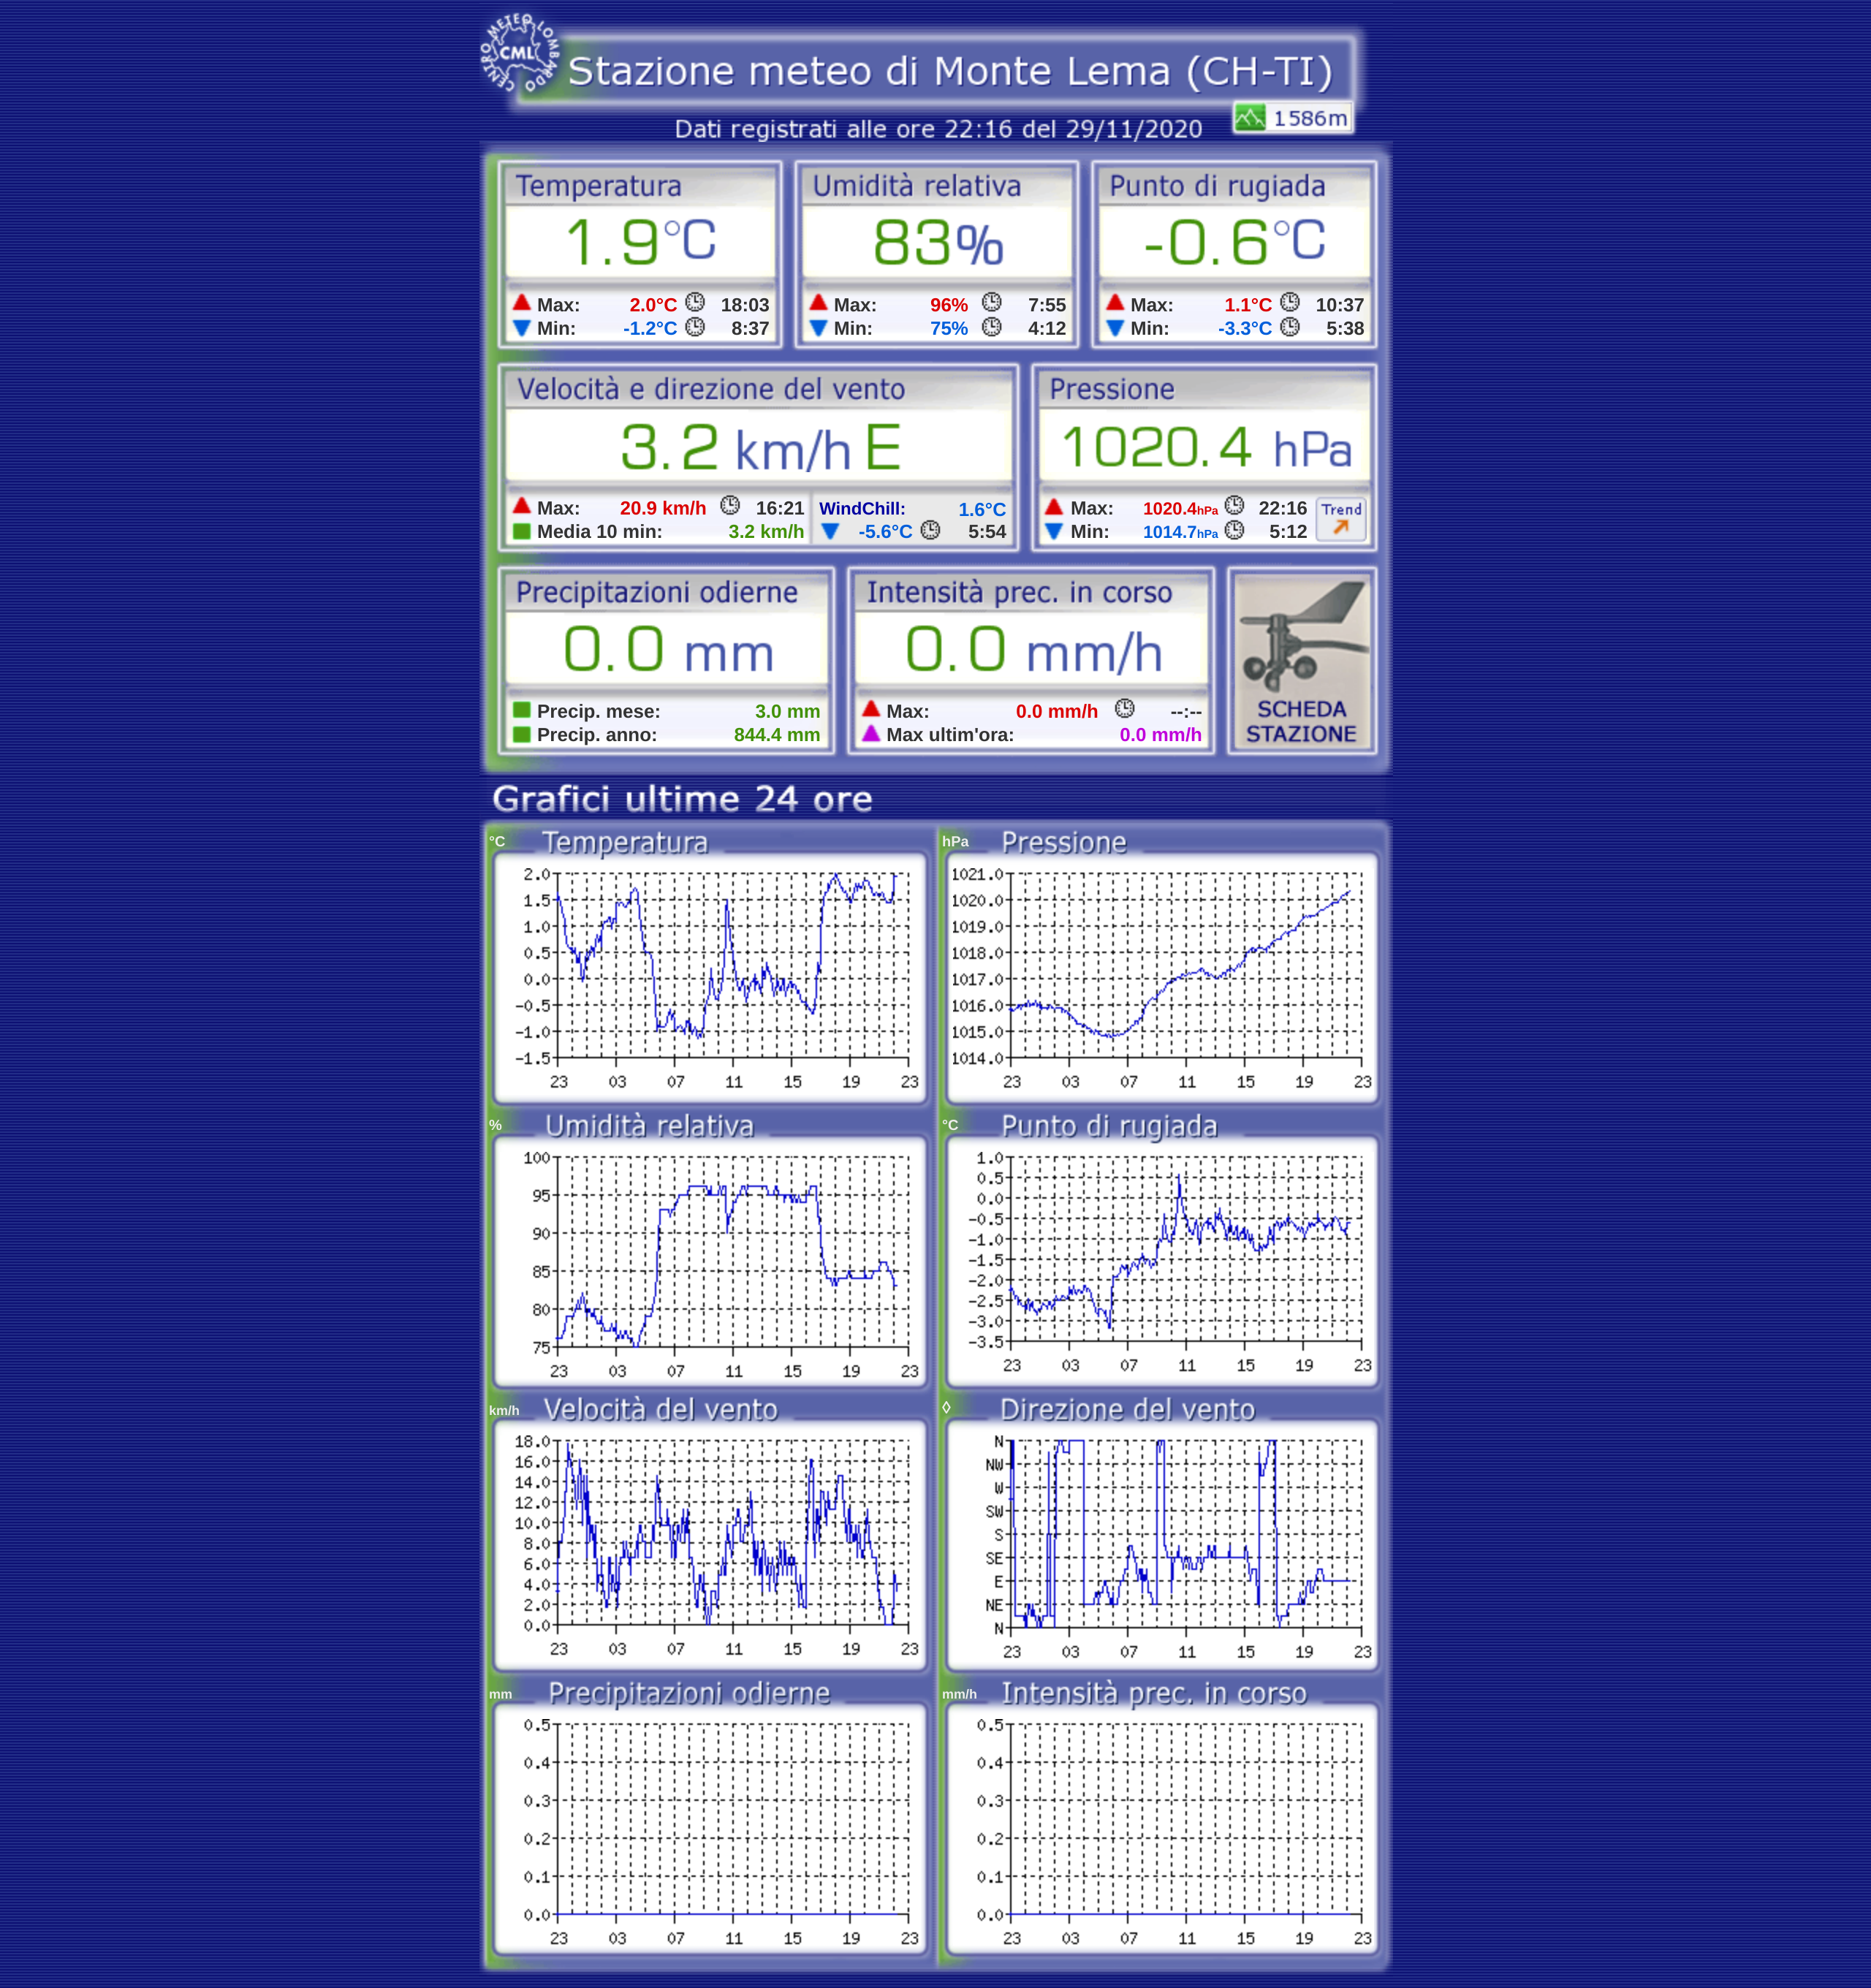 CENTRO METEO LOMBARDO
CML
Stazione meteo di Monte Lema (CH-TI)
1586m
Dati registrati alle ore 22:16 del 29/11/2020
Temperatura
1.9°C
Max: 2.0°C 18:03
Min: -1.2°C 8:37
Umidità relativa
83%
Max: 96% 7:55
Min: 75% 4:12
Punto di rugiada
-0.6°C
Max: 1.1°C 10:37
Min: -3.3°C 5:38
Velocità e direzione del vento
3.2 km/h E
Max: 20.9 km/h 16:21
Media 10 min: 3.2 km/h
WindChill: 1.6°C
-5.6°C 5:54
Pressione
1020.4 hPa
Max: 1020.4hPa 22:16
Min: 1014.7hPa 5:12
Trend
Precipitazioni odierne
0.0 mm
Precip. mese: 3.0 mm
Precip. anno: 844.4 mm
Intensità prec. in corso
0.0 mm/h
Max: 0.0 mm/h --:--
Max ultim'ora: 0.0 mm/h
SCHEDA
STAZIONE
Grafici ultime 24 ore
°C Temperatura
2.0
1.5
1.0
0.5
0.0
-0.5
-1.0
-1.5
23 03 07 11 15 19 23
hPa Pressione
1021.0
1020.0
1019.0
1018.0
1017.0
1016.0
1015.0
1014.0
23 03 07 11 15 19 23
% Umidità relativa
100
95
90
85
80
75
23 03 07 11 15 19 23
°C Punto di rugiada
1.0
0.5
0.0
-0.5
-1.0
-1.5
-2.0
-2.5
-3.0
-3.5
23 03 07 11 15 19 23
km/h Velocità del vento
18.0
16.0
14.0
12.0
10.0
8.0
6.0
4.0
2.0
0.0
23 03 07 11 15 19 23
◊ Direzione del vento
N
NW
W
SW
S
SE
E
NE
N
23 03 07 11 15 19 23
mm Precipitazioni odierne
0.5
0.4
0.3
0.2
0.1
0.0
23 03 07 11 15 19 23
mm/h Intensità prec. in corso
0.5
0.4
0.3
0.2
0.1
0.0
23 03 07 11 15 19 23